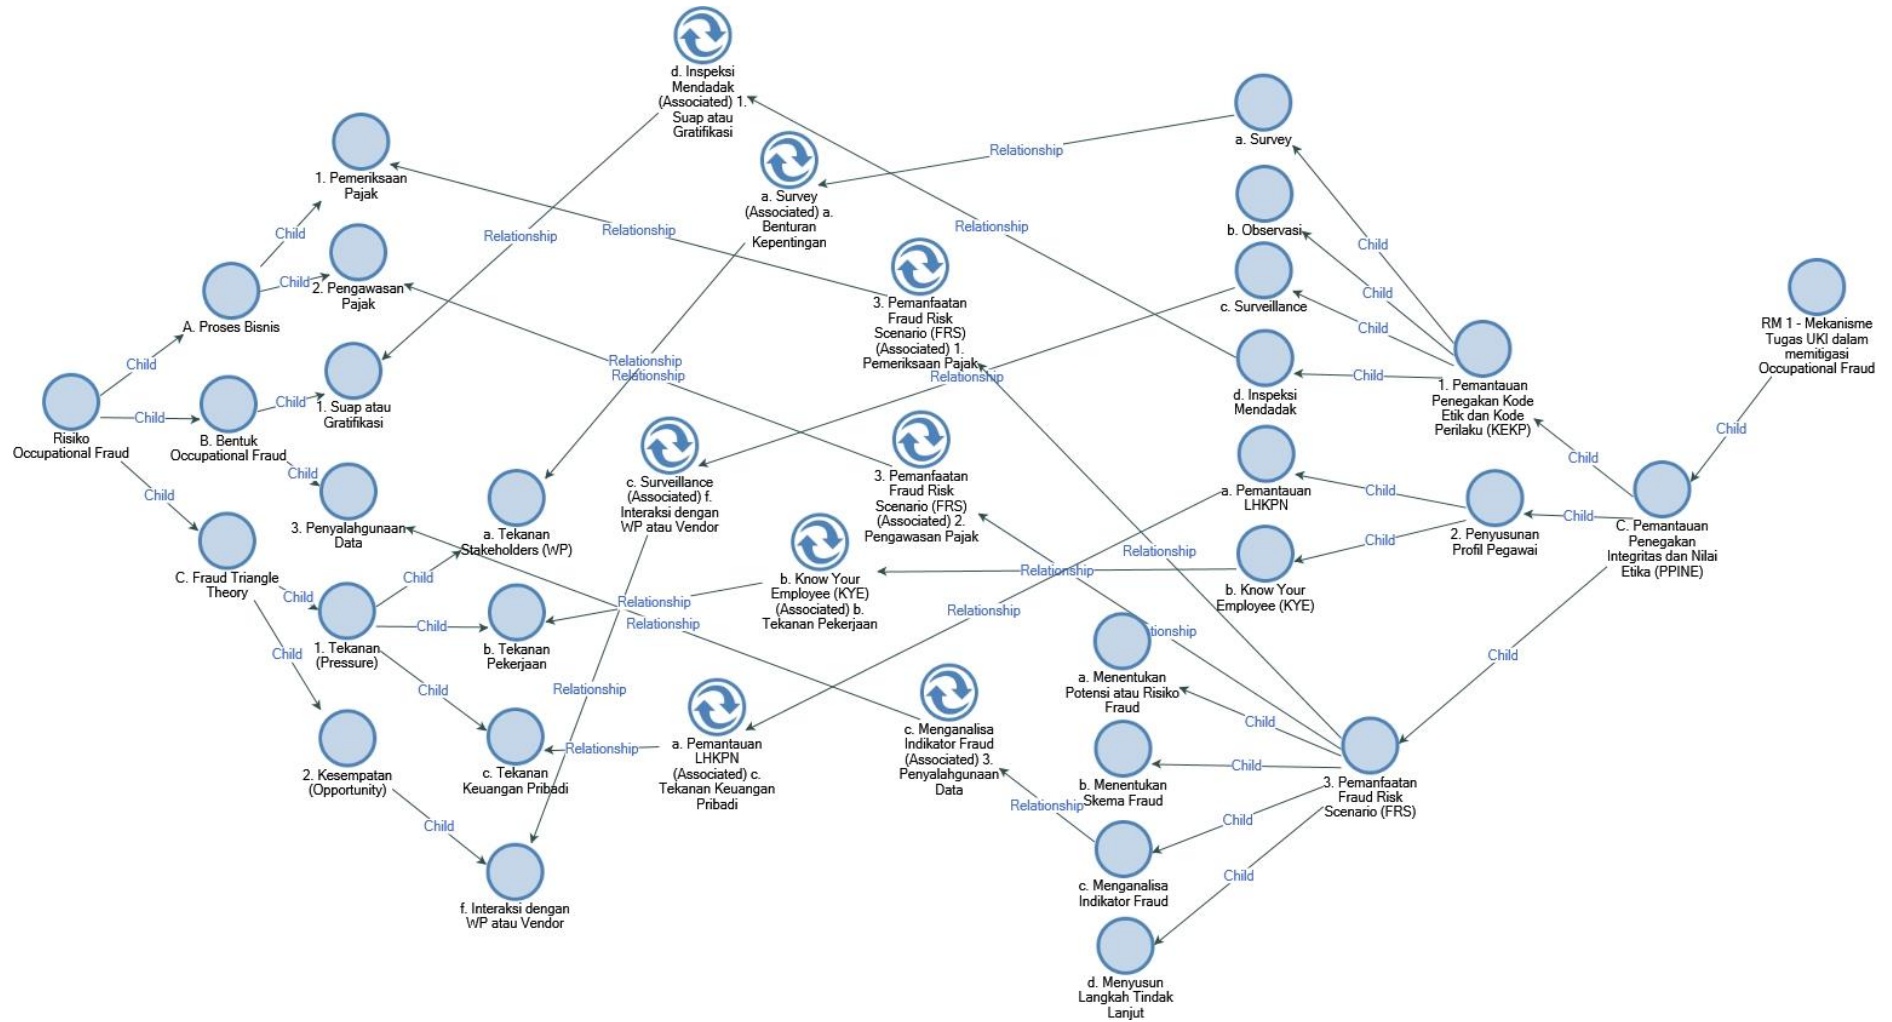 d. Inspeksi
Mendadak
(Associated) 1.
Suap atau
Gratifikasi
a. Survey
Relationship
1. Pemeriksaan
Pajak
a. Survey
(Associated) a.
Benturan
Kepentingan
Child
Relationship
Relationship
Relationship
b. Observasi
Child
Child
2. Pengawasan
Pajak
A. Proses Bisnis
3. Pemanfaatan
Fraud Risk
Scenario (FRS)
(Associated) 1.
Pemeriksaan Pajak
c. Surveillance
Child
Child
RM 1 - Mekanisme
Tugas UKI dalam
memitigasi
Occupational Fraud
Child
Relationship
Relationship
Relationship
Child
d. Inspeksi
Mendadak
1. Pemantauan
Penegakan Kode
Etik dan Kode
Perilaku (KEKP)
Child
1. Suap atau
Gratifikasi
Risiko
Occupational Fraud
Child
B. Bentuk
Occupational Fraud
Child
Child
Child
Child
3. Penyalahgunaan
Data
c. Surveillance
(Associated) f.
Interaksi dengan
WP atau Vendor
3. Pemanfaatan
Fraud Risk
Scenario (FRS)
(Associated) 2.
Pengawasan Pajak
a. Pemantauan
LHKPN
Child
2. Penyusunan
Profil Pegawai
Child
C. Pemantauan
Penegakan
Integritas dan Nilai
Etika (PPINE)
a. Tekanan
Stakeholders (WP)
Child
Relationship
Relationship
C. Fraud Triangle
Theory
Child
Child
b. Know Your
Employee (KYE)
(Associated) b.
Tekanan Pekerjaan
b. Know Your
Employee (KYE)
Relationship
Relationship
Relationship
tionship
1. Tekanan
(Pressure)
Child
b. Tekanan
Pekerjaan
Child
Child
Child
Relationship
a. Menentukan
Potensi atau Risiko
Fraud
Child
2. Kesempatan
(Opportunity)
c. Tekanan
Keuangan Pribadi
Relationship
a. Pemantauan
LHKPN
(Associated) c.
Tekanan Keuangan
Pribadi
c. Menganalisa
Indikator Fraud
(Associated) 3.
Penyalahgunaan
Data
b. Menentukan
Skema Fraud
Child
3. Pemanfaatan
Fraud Risk
Scenario (FRS)
Child
Relationship
Child
c. Menganalisa
Indikator Fraud
Child
f. Interaksi dengan
WP atau Vendor
d. Menyusun
Langkah Tindak
Lanjut